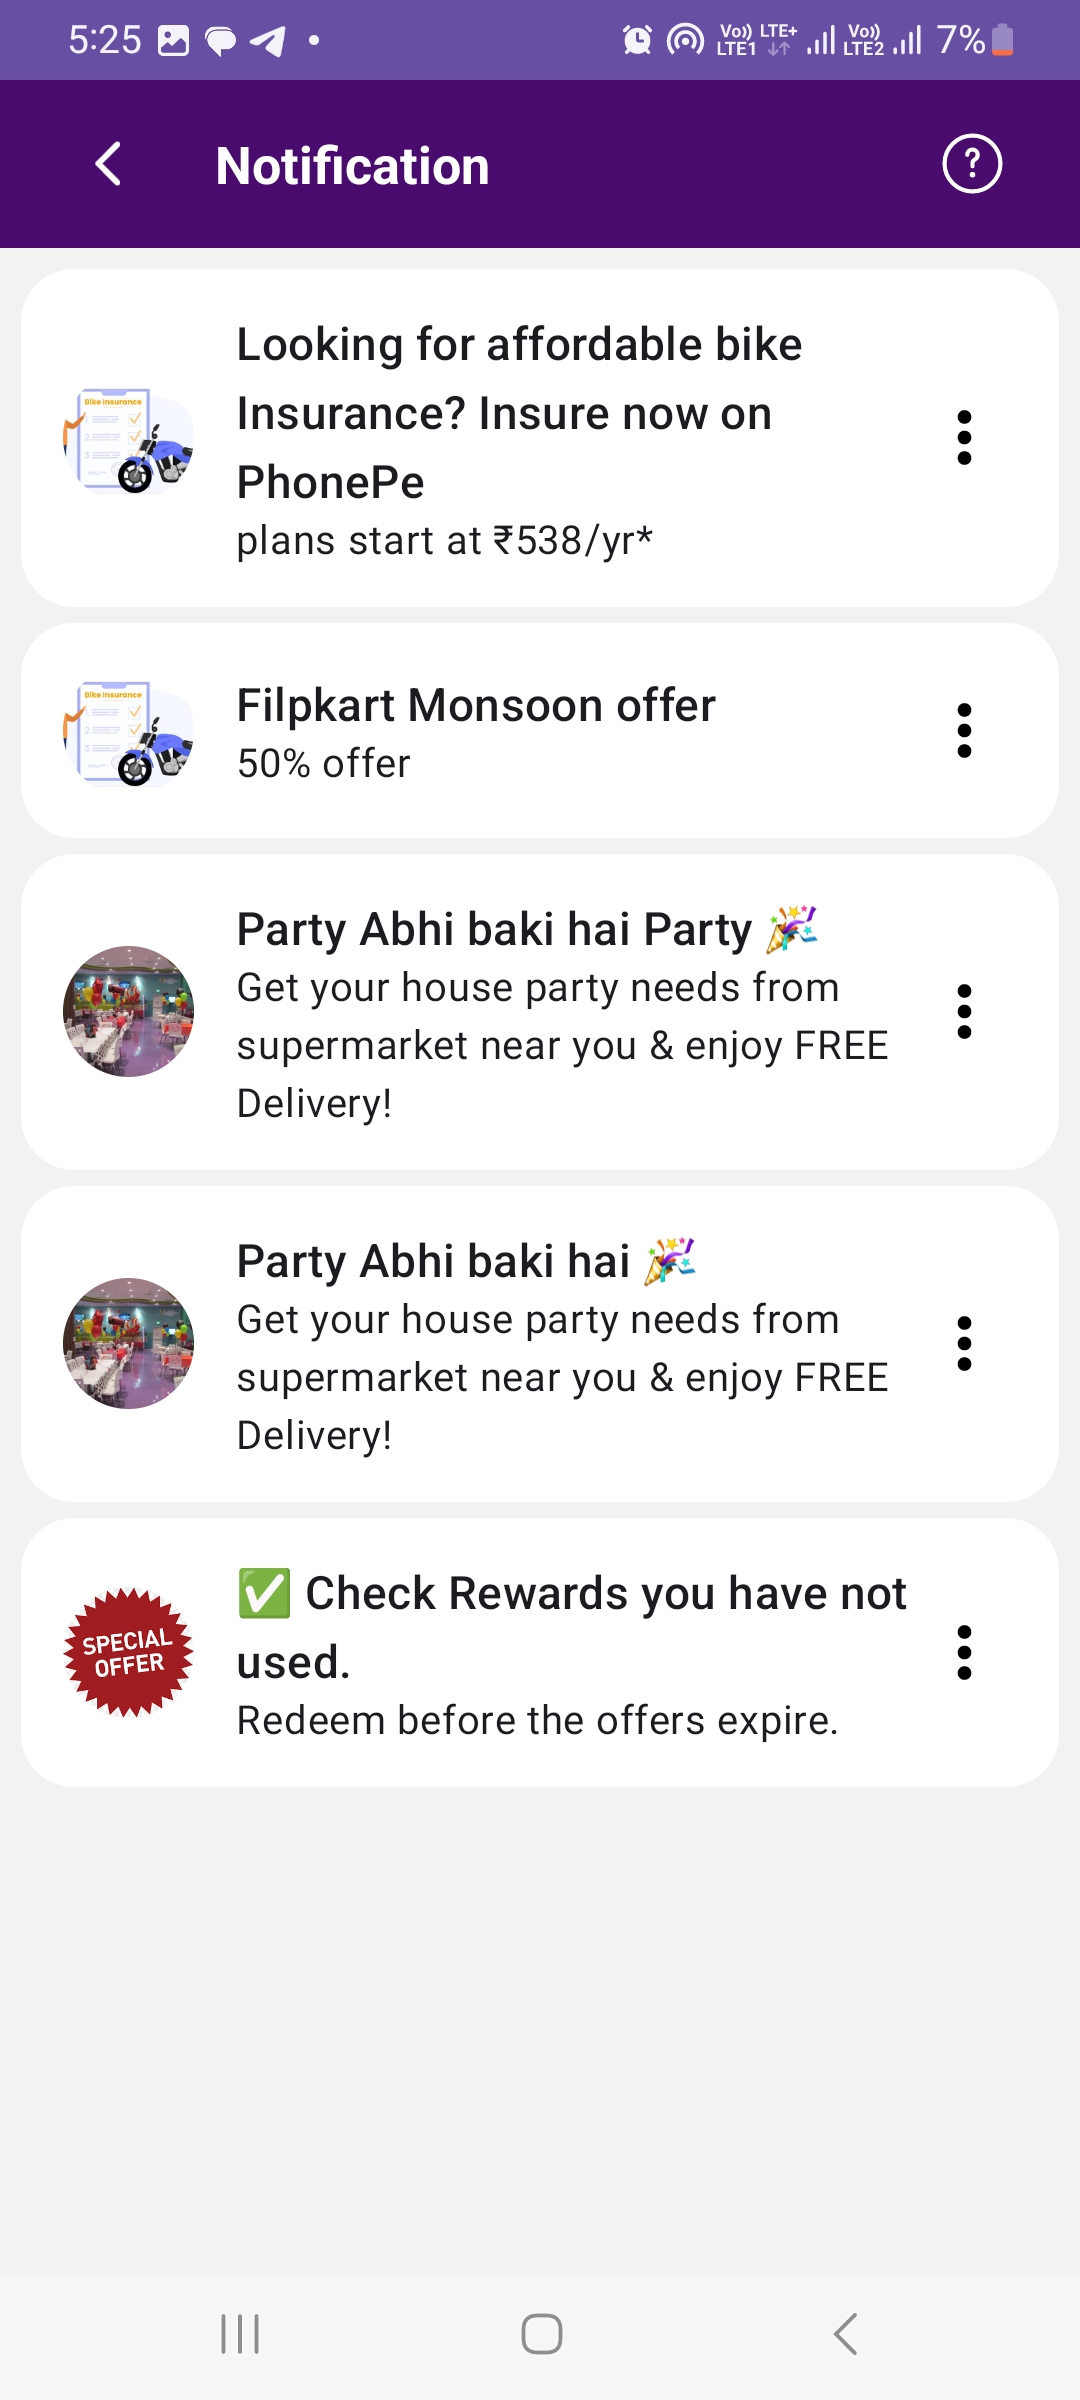 5:25
Vo)) LTE+ Vo)) 7%
LTE1 LTE2
Notification
?
Looking for affordable bike
Insurance? Insure now on
PhonePe
plans start at ₹538/yr*
Bike Insurance
Filpkart Monsoon offer
50% offer
Bike Insurance
Party Abhi baki hai Party 🎉
Get your house party needs from
supermarket near you & enjoy FREE
Delivery!
Party Abhi baki hai 🎉
Get your house party needs from
supermarket near you & enjoy FREE
Delivery!
SPECIAL
OFFER
✅ Check Rewards you have not
used.
Redeem before the offers expire.